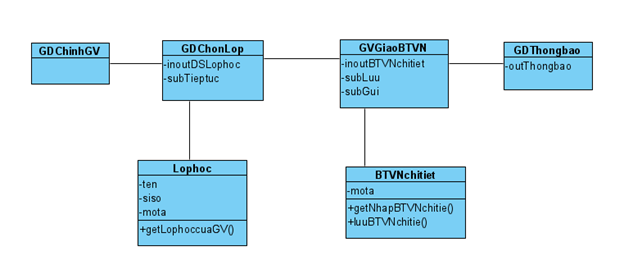 GDChinhGV
GDChonLop
-inoutDSLophoc
-subTieptuc
GVGiaoBTVN
-inoutBTVNchitiet
-subLuu
-subGui
GDThongbao
-outThongbao
Lophoc
-ten
-siso
-mota
+getLophoccuaGV()
BTVNchitiet
-mota
+getNhapBTVNchitie()
+luuBTVNchitie()